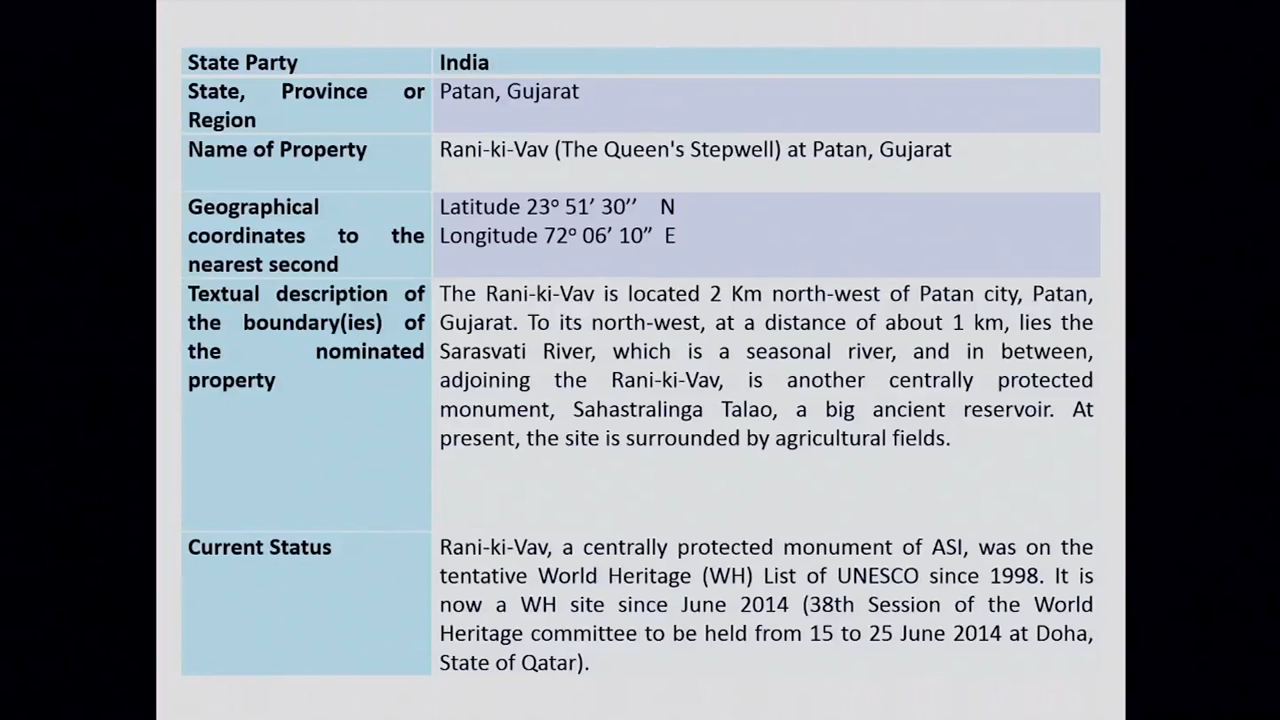 State Party India
State, Province or Patan, Gujarat
Region
Name of Property Rani-ki-Vav (The Queen's Stepwell) at Patan, Gujarat
Geographical Latitude 23º 51’ 30’’ N
coordinates to the Longitude 72º 06’ 10” E
nearest second
Textual description of The Rani-ki-Vav is located 2 Km north-west of Patan city, Patan,
the boundary(ies) of Gujarat. To its north-west, at a distance of about 1 km, lies the
the nominated Sarasvati River, which is a seasonal river, and in between,
property adjoining the Rani-ki-Vav, is another centrally protected
monument, Sahastralinga Talao, a big ancient reservoir. At
present, the site is surrounded by agricultural fields.
Current Status Rani-ki-Vav, a centrally protected monument of ASI, was on the
tentative World Heritage (WH) List of UNESCO since 1998. It is
now a WH site since June 2014 (38th Session of the World
Heritage committee to be held from 15 to 25 June 2014 at Doha,
State of Qatar).